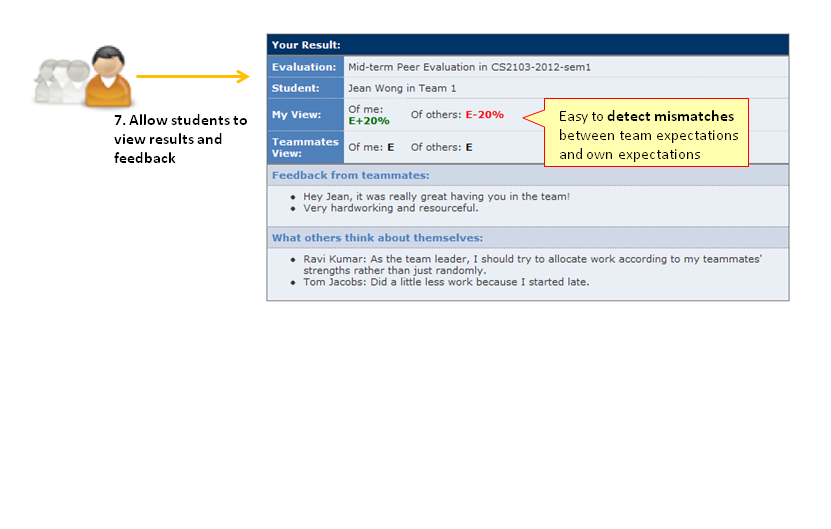 7. Allow students to
view results and
feedback
Your Result:
Evaluation: Mid-term Peer Evaluation in CS2103-2012-sem1
Student: Jean Wong in Team 1
My View: Of me: E+20% Of others: E-20%
Teammates View: Of me: E Of others: E
Easy to detect mismatches
between team expectations
and own expectations
Feedback from teammates:
• Hey Jean, it was really great having you in the team!
• Very hardworking and resourceful.
What others think about themselves:
• Ravi Kumar: As the team leader, I should try to allocate work according to my teammates'
strengths rather than just randomly.
• Tom Jacobs: Did a little less work because I started late.